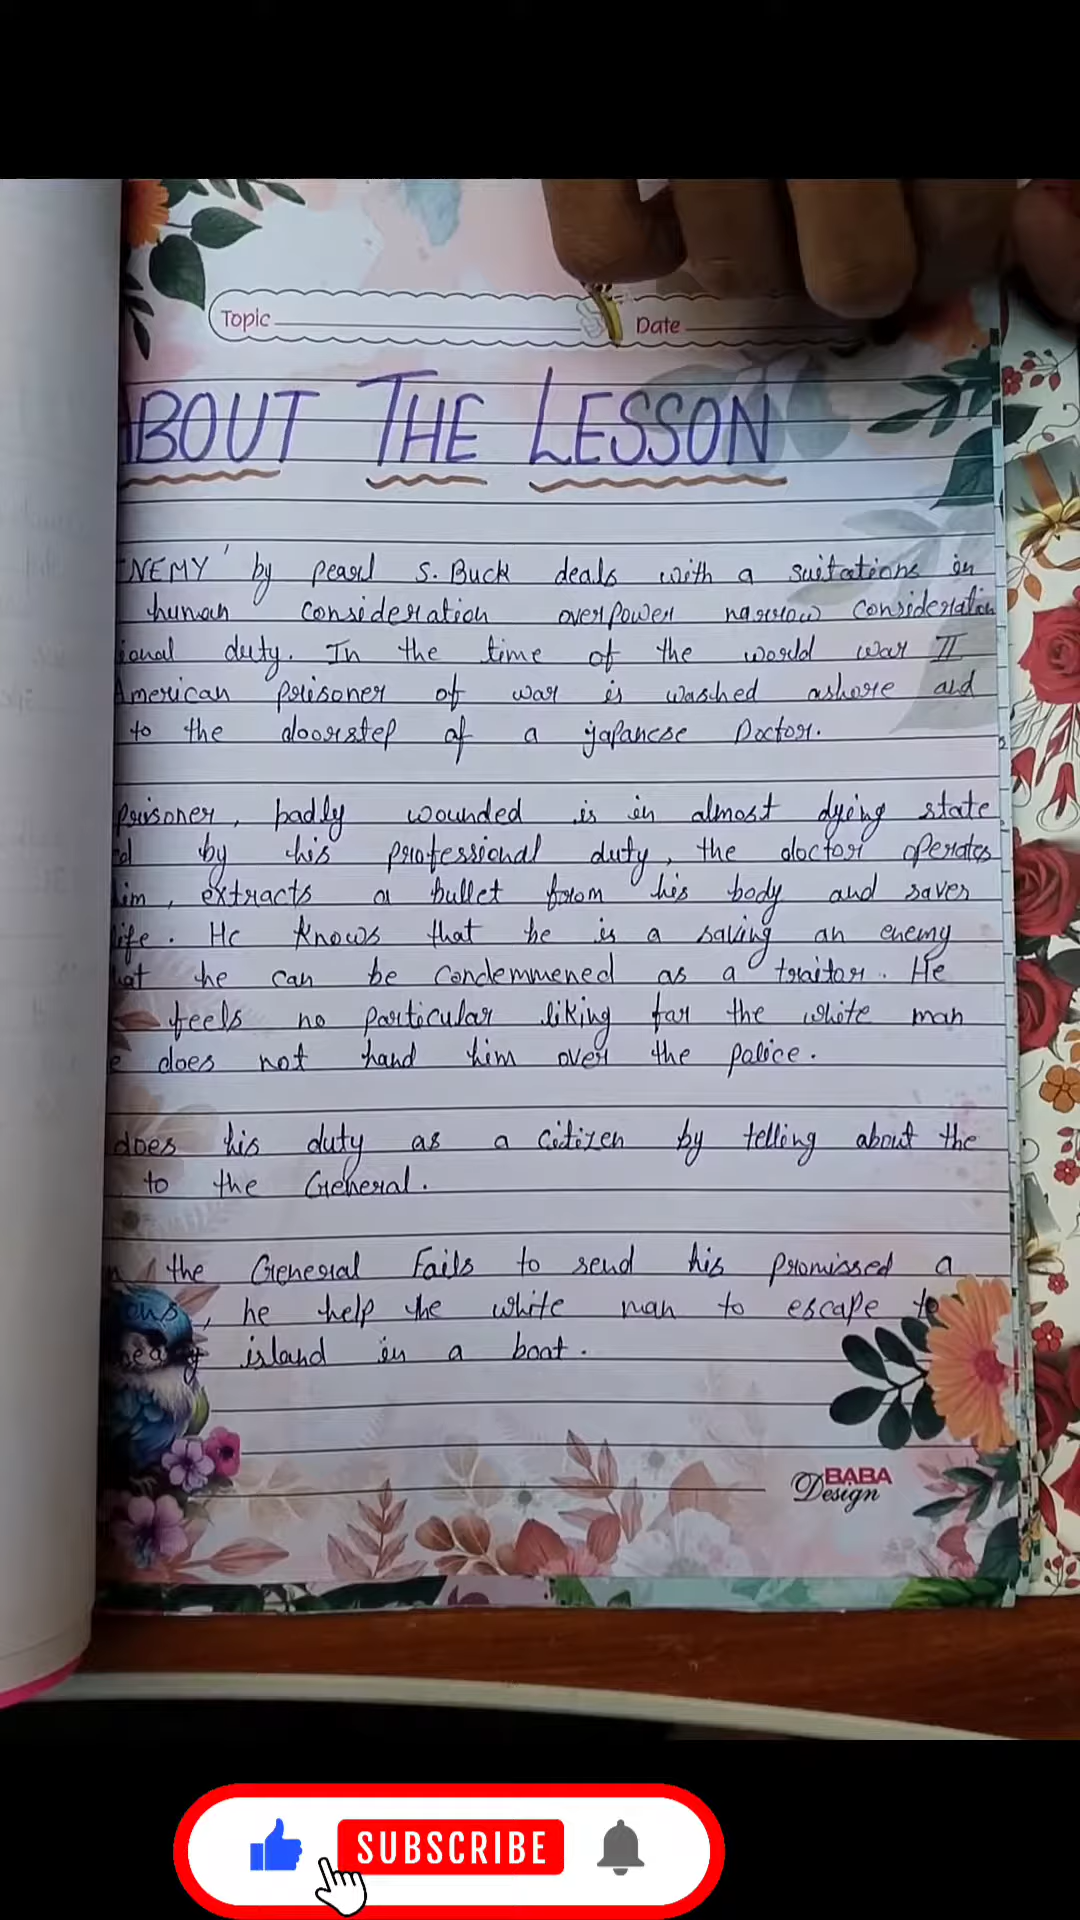 Topic
Date
BOUT THE LESSON
NEMY' by pearl S. Buck deals with a suitations in
human consideration overpower narrow consideration
ional duty. In the time of the world war II
American prisoner of war is washed ashore and
to the doorstep of a japanese Doctor.
prisoner, badly wounded is in almost dying state
d by his professional duty, the doctor operates
him, extracts a bullet from his body and saves
life. He knows that he is a saving an enemy
hat he can be condemmened as a traitor. He
feels no particular liking for the white man
e does not hand him over the police.
does his duty as a citizen by telling about the
to the General.
n the General Fails to send his promissed a
ons, he help the white man to escape to
nearby island in a boat.
BABA
Design
SUBSCRIBE